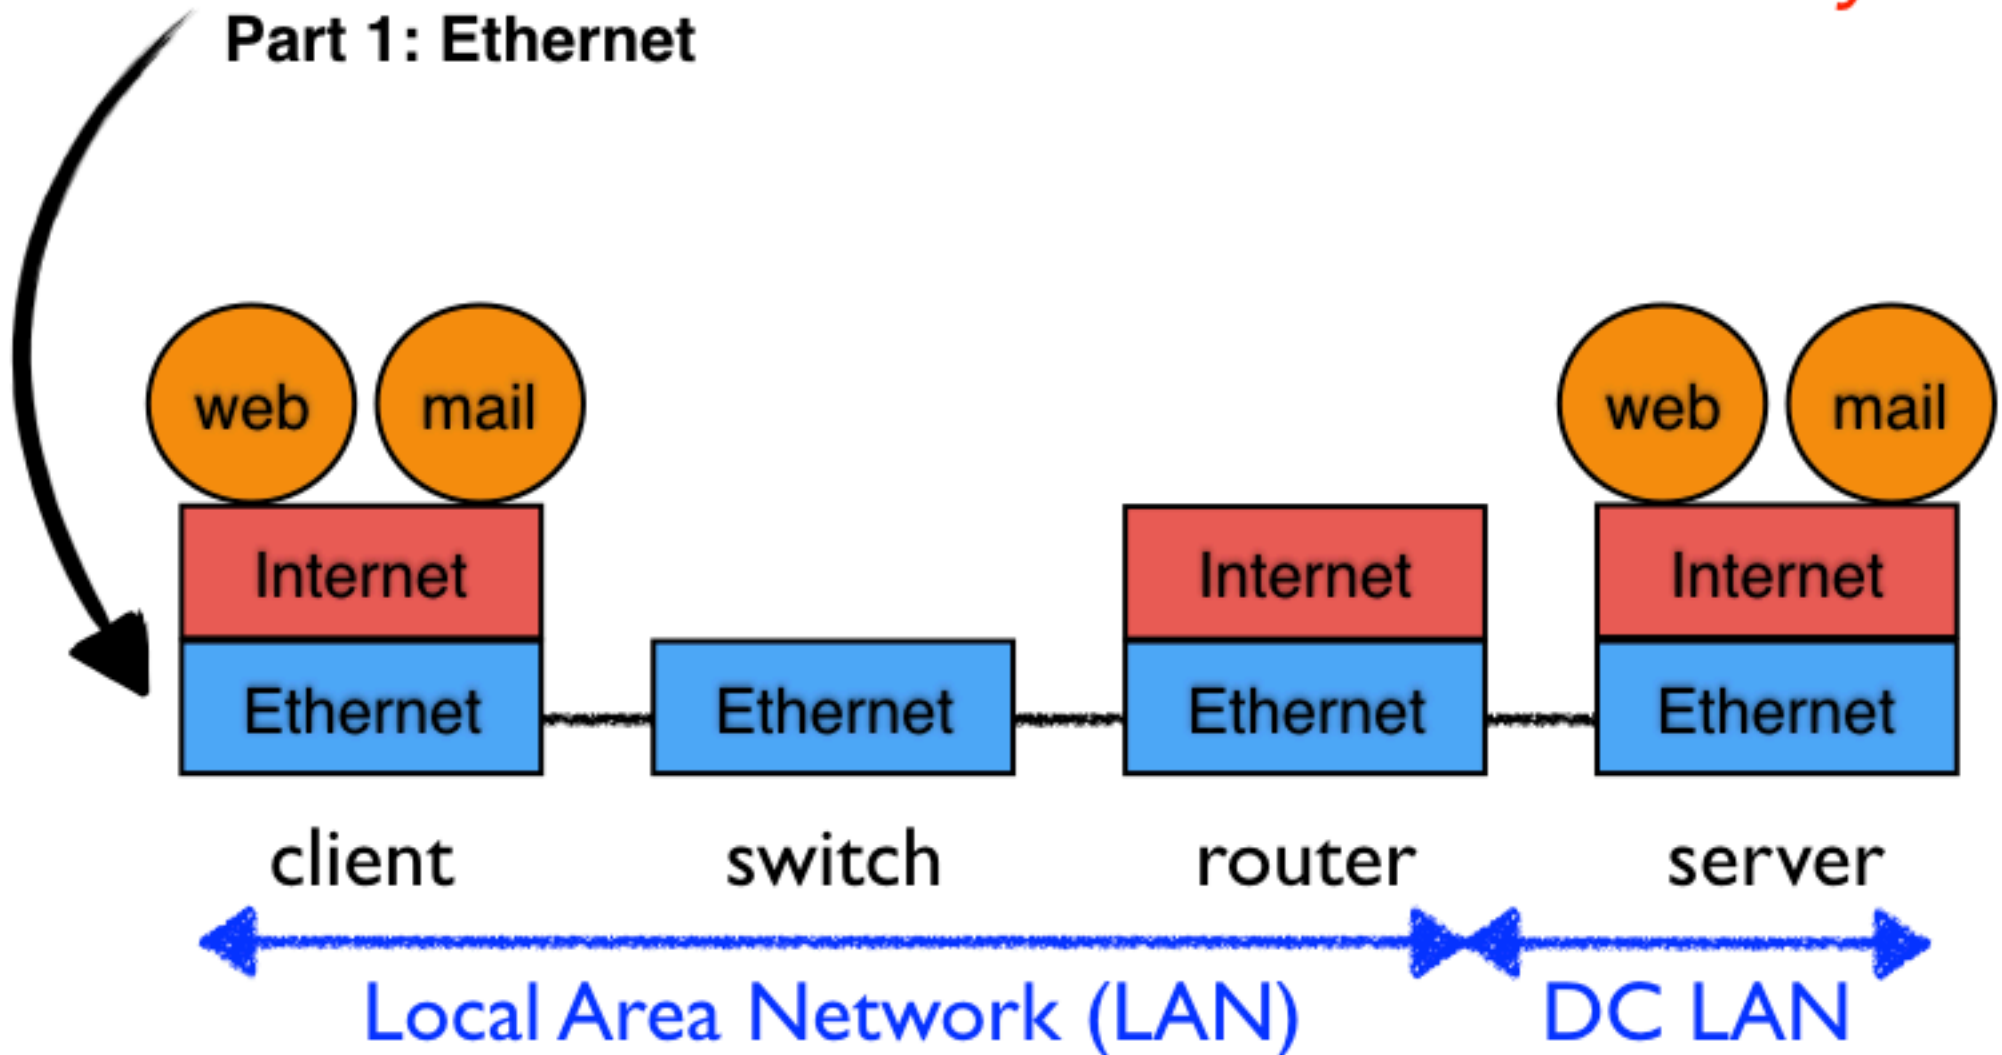 Part 1: Ethernet
web mail web mail
Internet Internet Internet
Ethernet Ethernet Ethernet Ethernet
client switch router server
Local Area Network (LAN) DC LAN